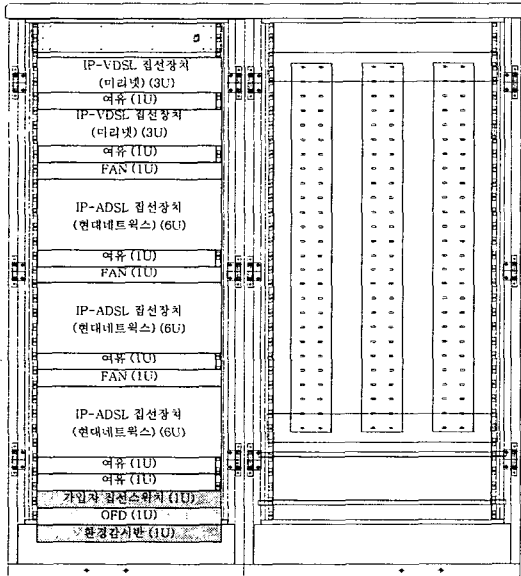 IP-VDSL 집선장치
(미리넷) (3U)
여유 (1U)
IP-VDSL 집선장치
(미리넷) (3U)
여유 (1U)
FAN (1U)
IP-ADSL 집선장치
(현대네트웍스) (6U)
여유 (1U)
FAN (1U)
IP-ADSL 집선장치
(현대네트웍스) (6U)
여유 (1U)
FAN (1U)
IP-ADSL 집선장치
(현대네트웍스) (6U)
여유 (1U)
여유 (1U)
가입자 집선스위치 (1U)
OFD (1U)
환경감시반 (1U)